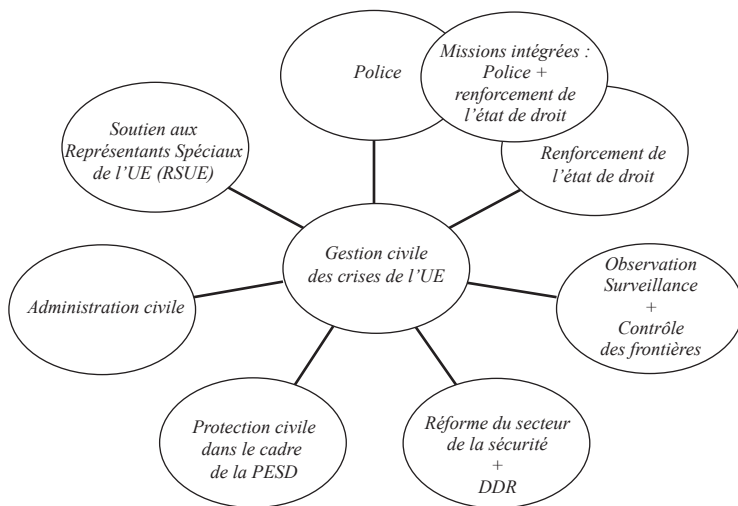 Police
Missions intégrées :
Police +
renforcement de
l’état de droit
Soutien aux
Représentants Spéciaux
de l’UE (RSUE)
Renforcement de
l’état de droit
Gestion civile
des crises de l’UE
Observation
Surveillance
+
Contrôle
des frontières
Administration civile
Protection civile
dans le cadre
de la PESD
Réforme du secteur
de la sécurité
+
DDR